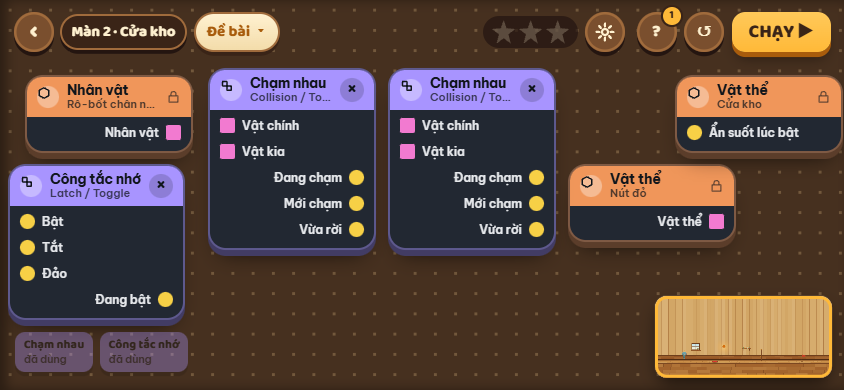 Màn 2 · Cửa kho
Đề bài
?
1
CHẠY
Nhân vật
Rô-bốt chân n...
Nhân vật
Chạm nhau
Collision / To...
Vật chính
Vật kia
Đang chạm
Mới chạm
Vừa rời
Chạm nhau
Collision / To...
Vật chính
Vật kia
Đang chạm
Mới chạm
Vừa rời
Vật thể
Cửa kho
Ẩn suốt lúc bật
Công tắc nhớ
Latch / Toggle
Bật
Tắt
Đảo
Đang bật
Vật thể
Nút đỏ
Vật thể
Chạm nhau
đã dùng
Công tắc nhớ
đã dùng